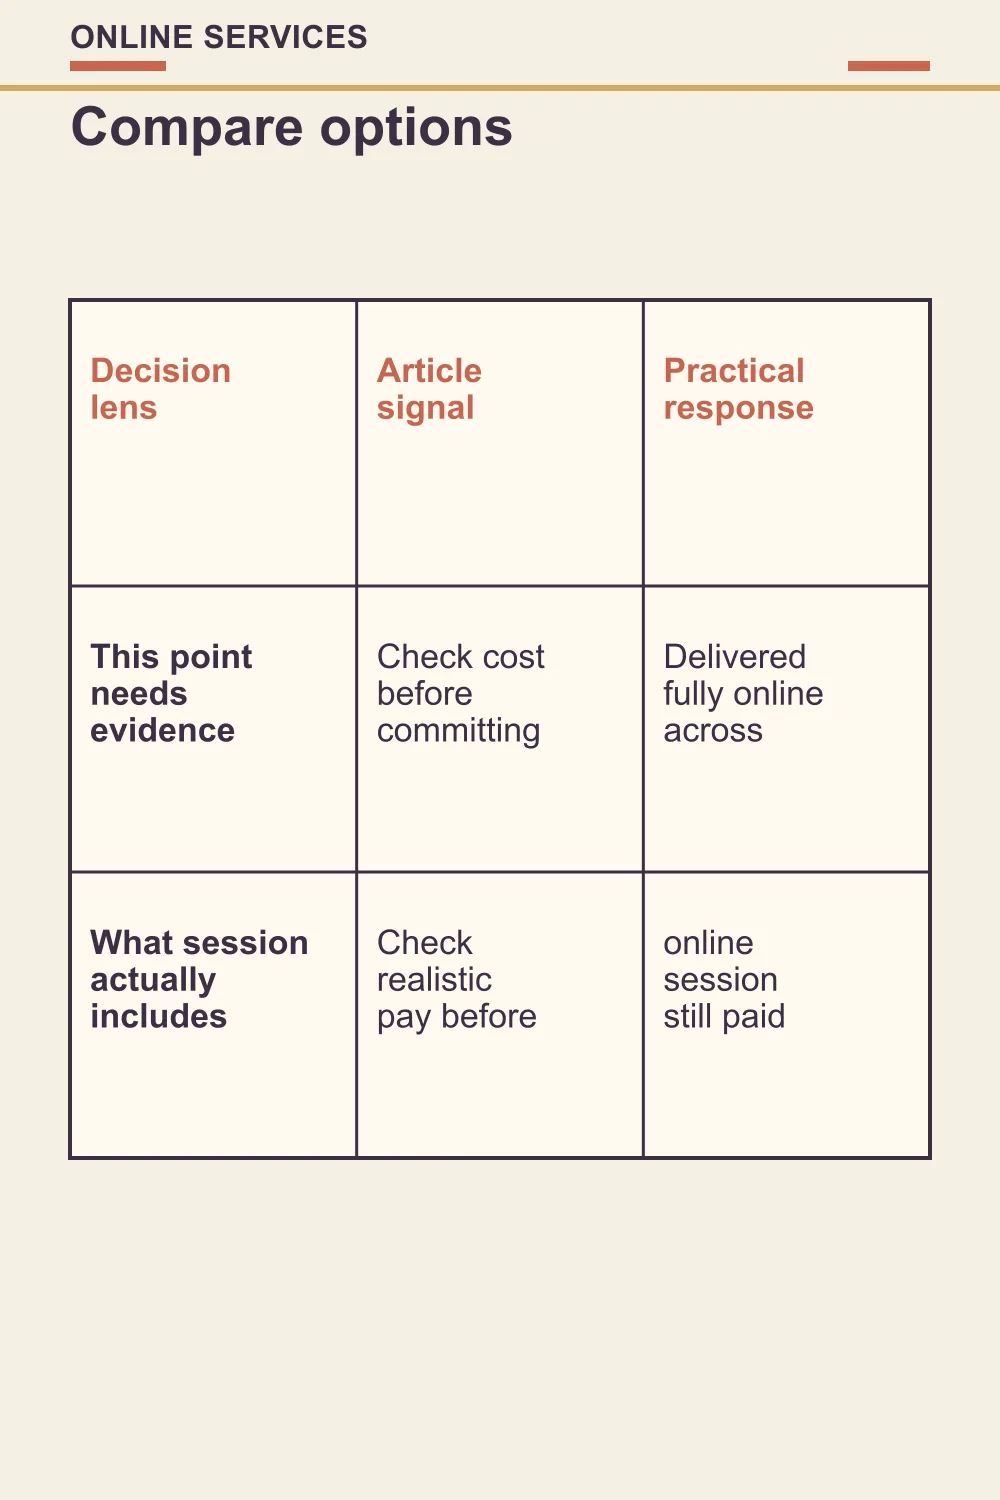 ONLINE SERVICES
Compare options
Decision
lens
Article
signal
Practical
response
This point
needs
evidence
Check cost
before
committing
Delivered
fully online
across
What session
actually
includes
Check
realistic
pay before
online
session
still paid